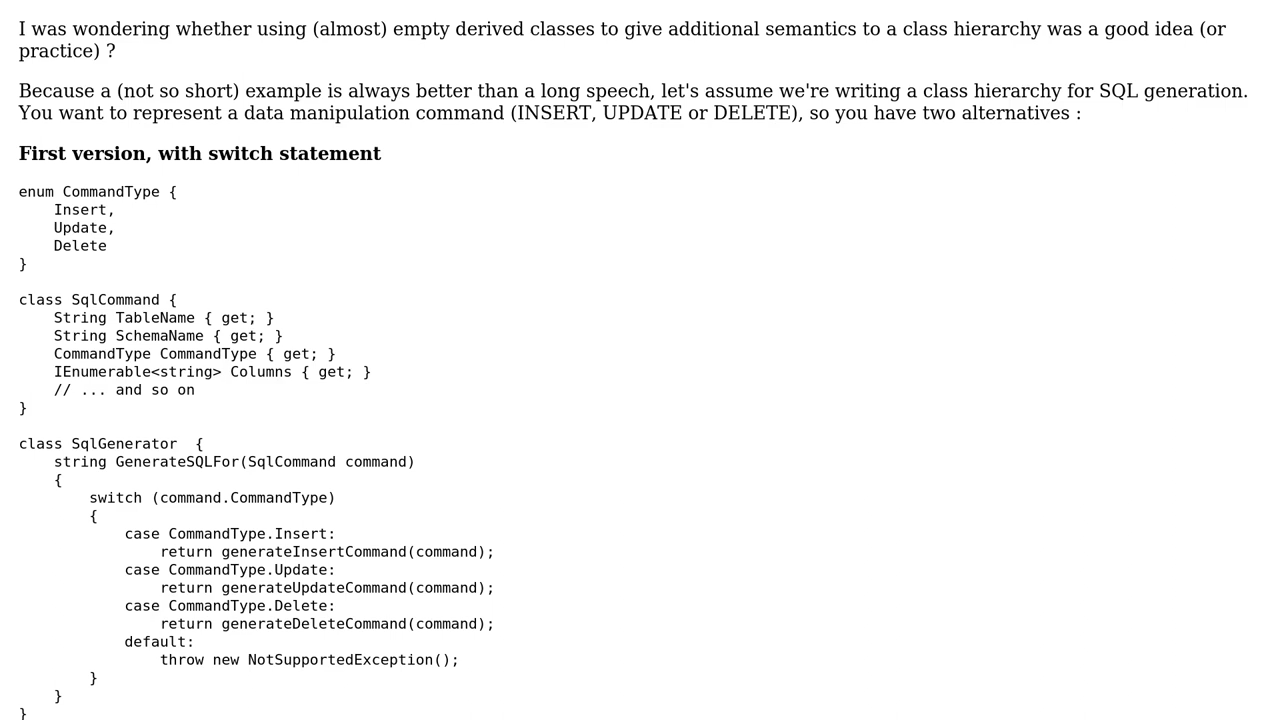 I was wondering whether using (almost) empty derived classes to give additional semantics to a class hierarchy was a good idea (or
practice) ?
Because a (not so short) example is always better than a long speech, let's assume we're writing a class hierarchy for SQL generation.
You want to represent a data manipulation command (INSERT, UPDATE or DELETE), so you have two alternatives :
First version, with switch statement
enum CommandType {
    Insert,
    Update,
    Delete
}
class SqlCommand {
    String TableName { get; }
    String SchemaName { get; }
    CommandType CommandType { get; }
    IEnumerable<string> Columns { get; }
    // ... and so on
}
class SqlGenerator  {
    string GenerateSQLFor(SqlCommand command)
    {
        switch (command.CommandType)
        {
            case CommandType.Insert:
                return generateInsertCommand(command);
            case CommandType.Update:
                return generateUpdateCommand(command);
            case CommandType.Delete:
                return generateDeleteCommand(command);
            default:
                throw new NotSupportedException();
        }
    }
}